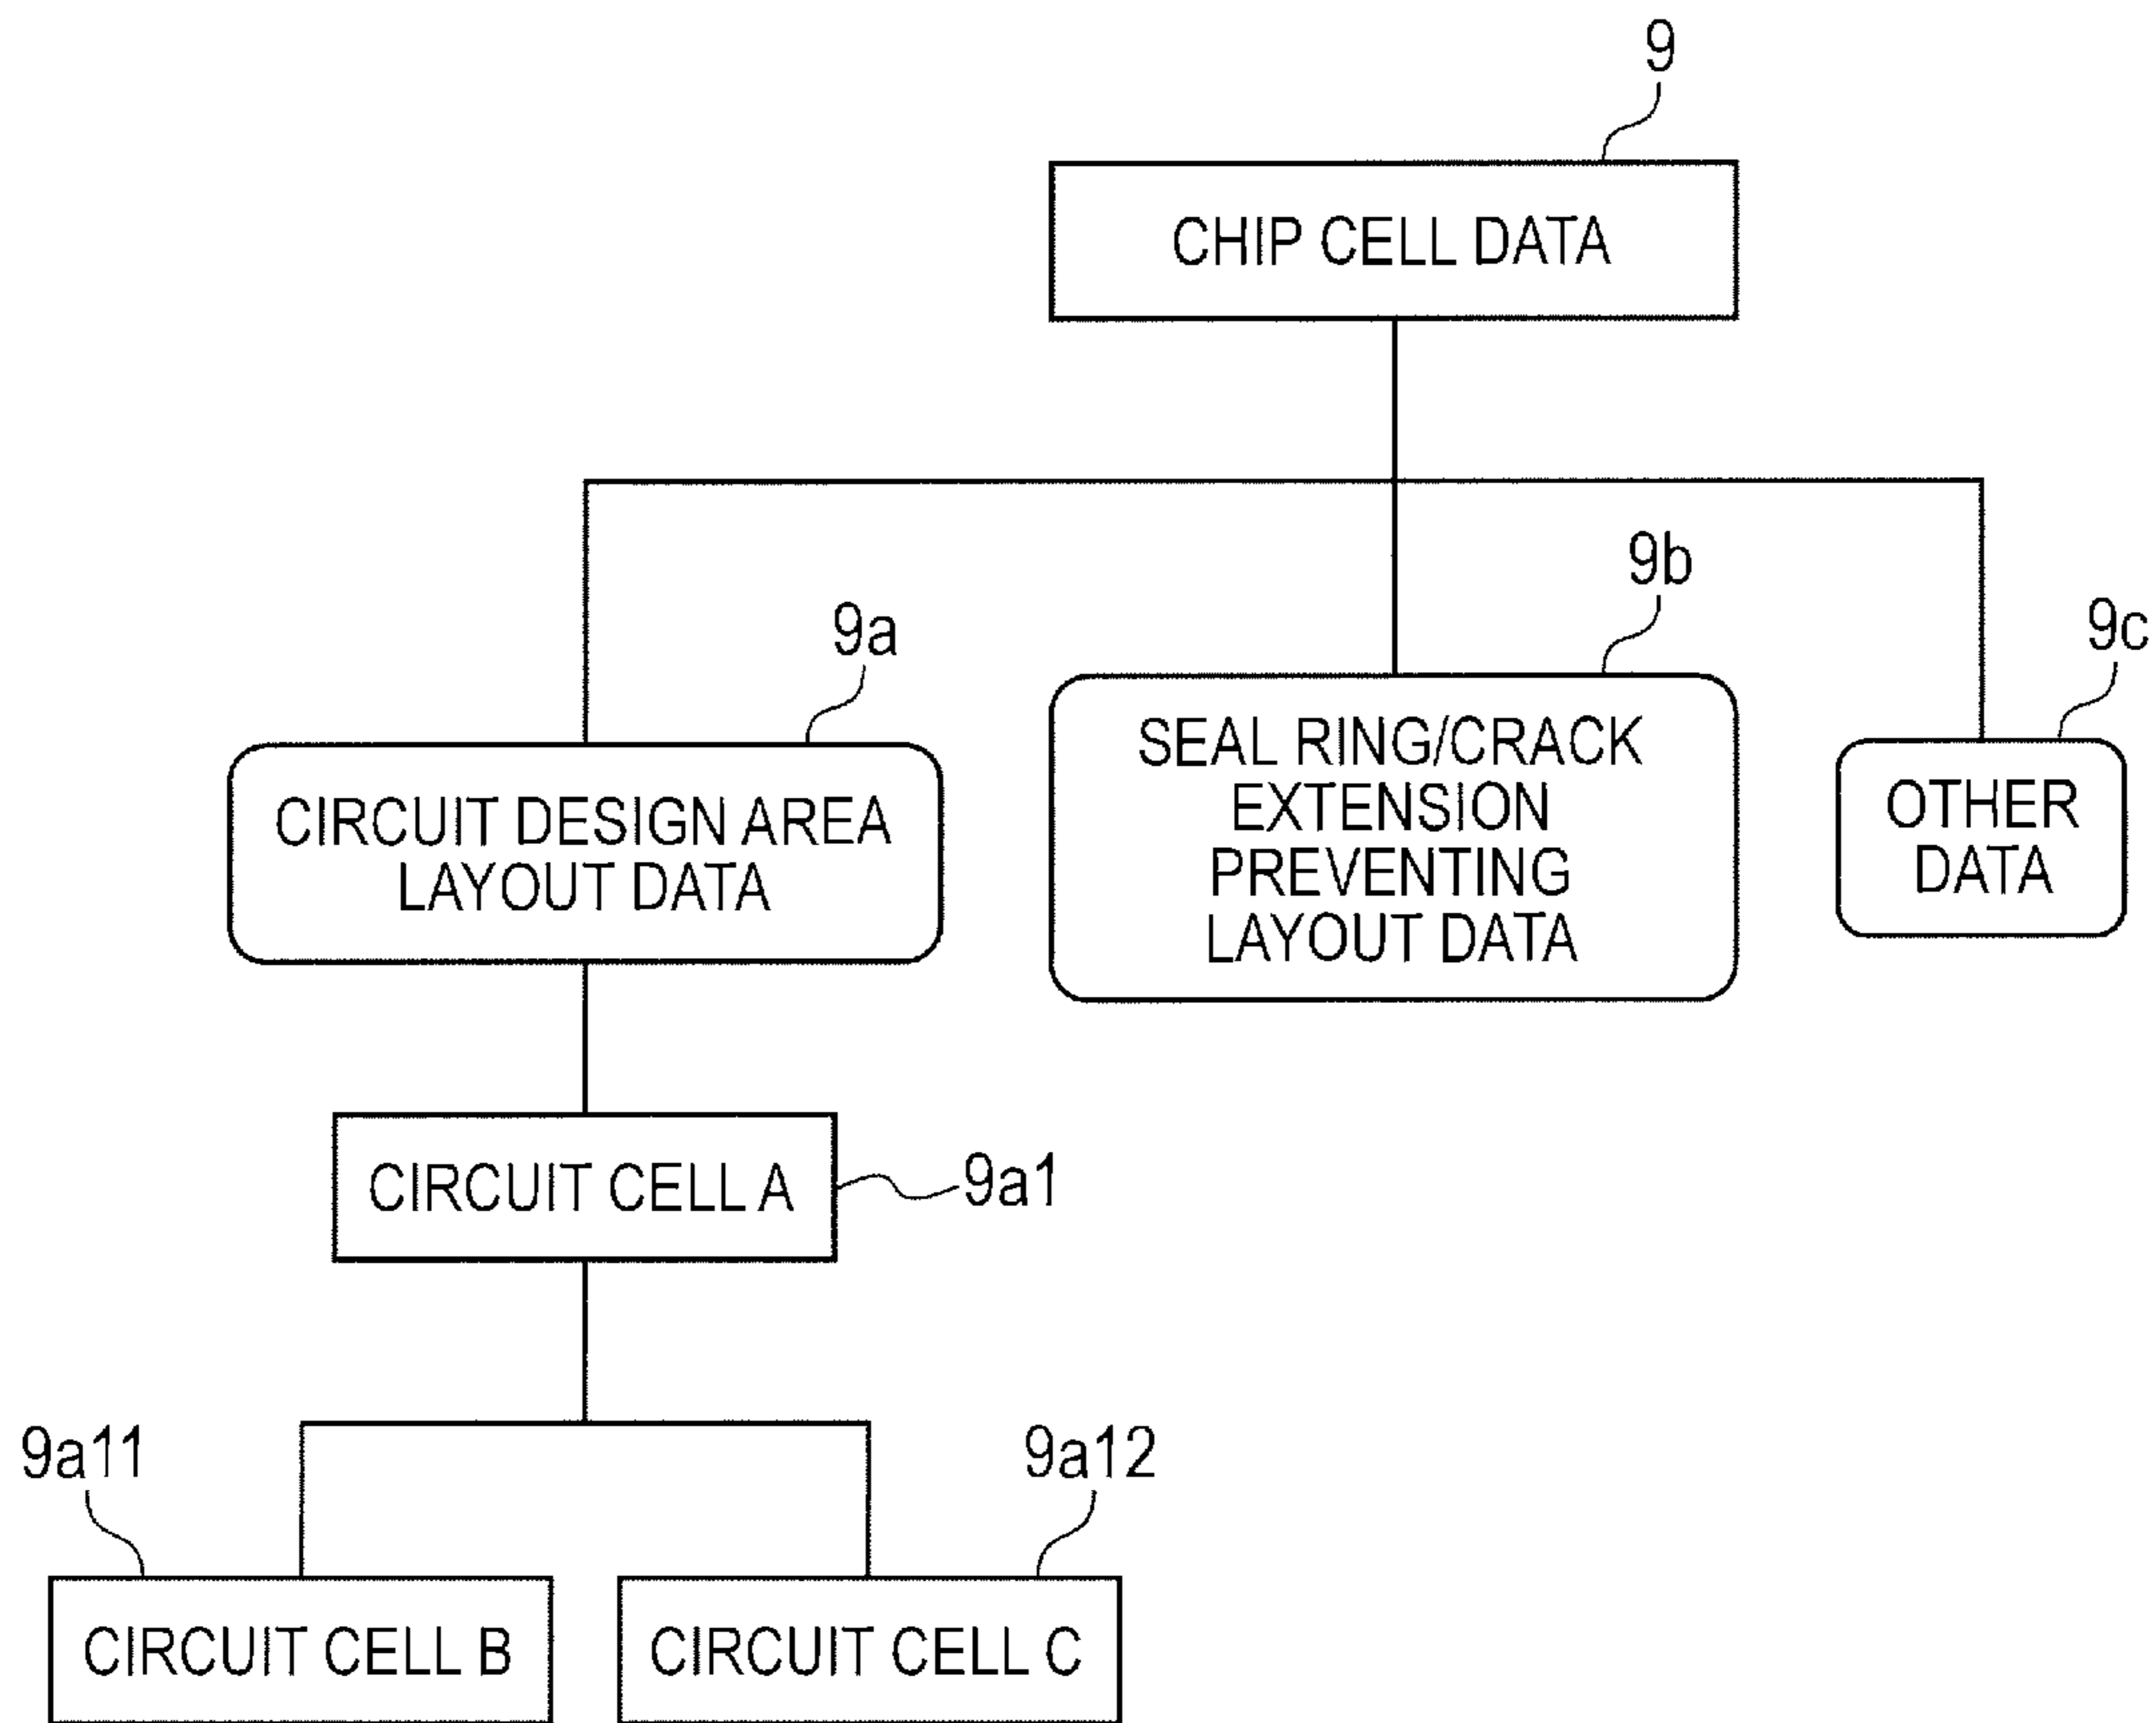 9
CHIP CELL DATA
9a
9b
9c
CIRCUIT DESIGN AREA
LAYOUT DATA
SEAL RING/CRACK
EXTENSION
PREVENTING
LAYOUT DATA
OTHER
DATA
CIRCUIT CELL A
9a1
9a11
9a12
CIRCUIT CELL B
CIRCUIT CELL C